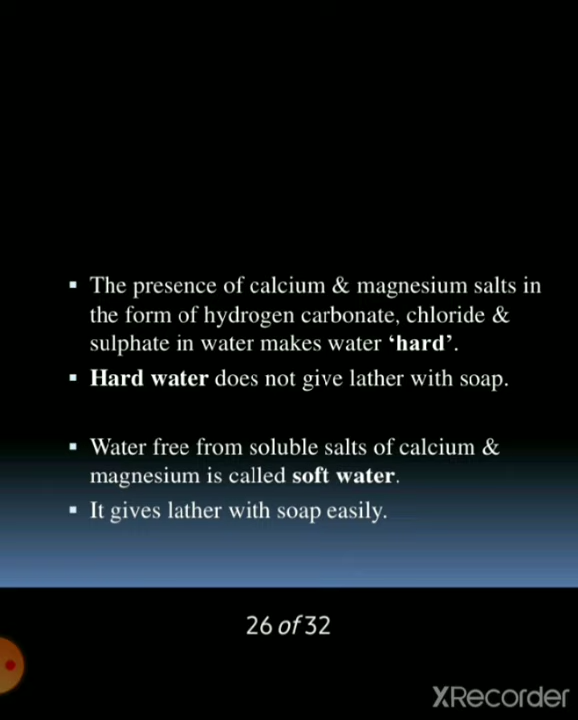 ▪ The presence of calcium & magnesium salts in
the form of hydrogen carbonate, chloride &
sulphate in water makes water ‘hard’.
▪ Hard water does not give lather with soap.
▪ Water free from soluble salts of calcium &
magnesium is called soft water.
▪ It gives lather with soap easily.
26 of 32
XRecorder